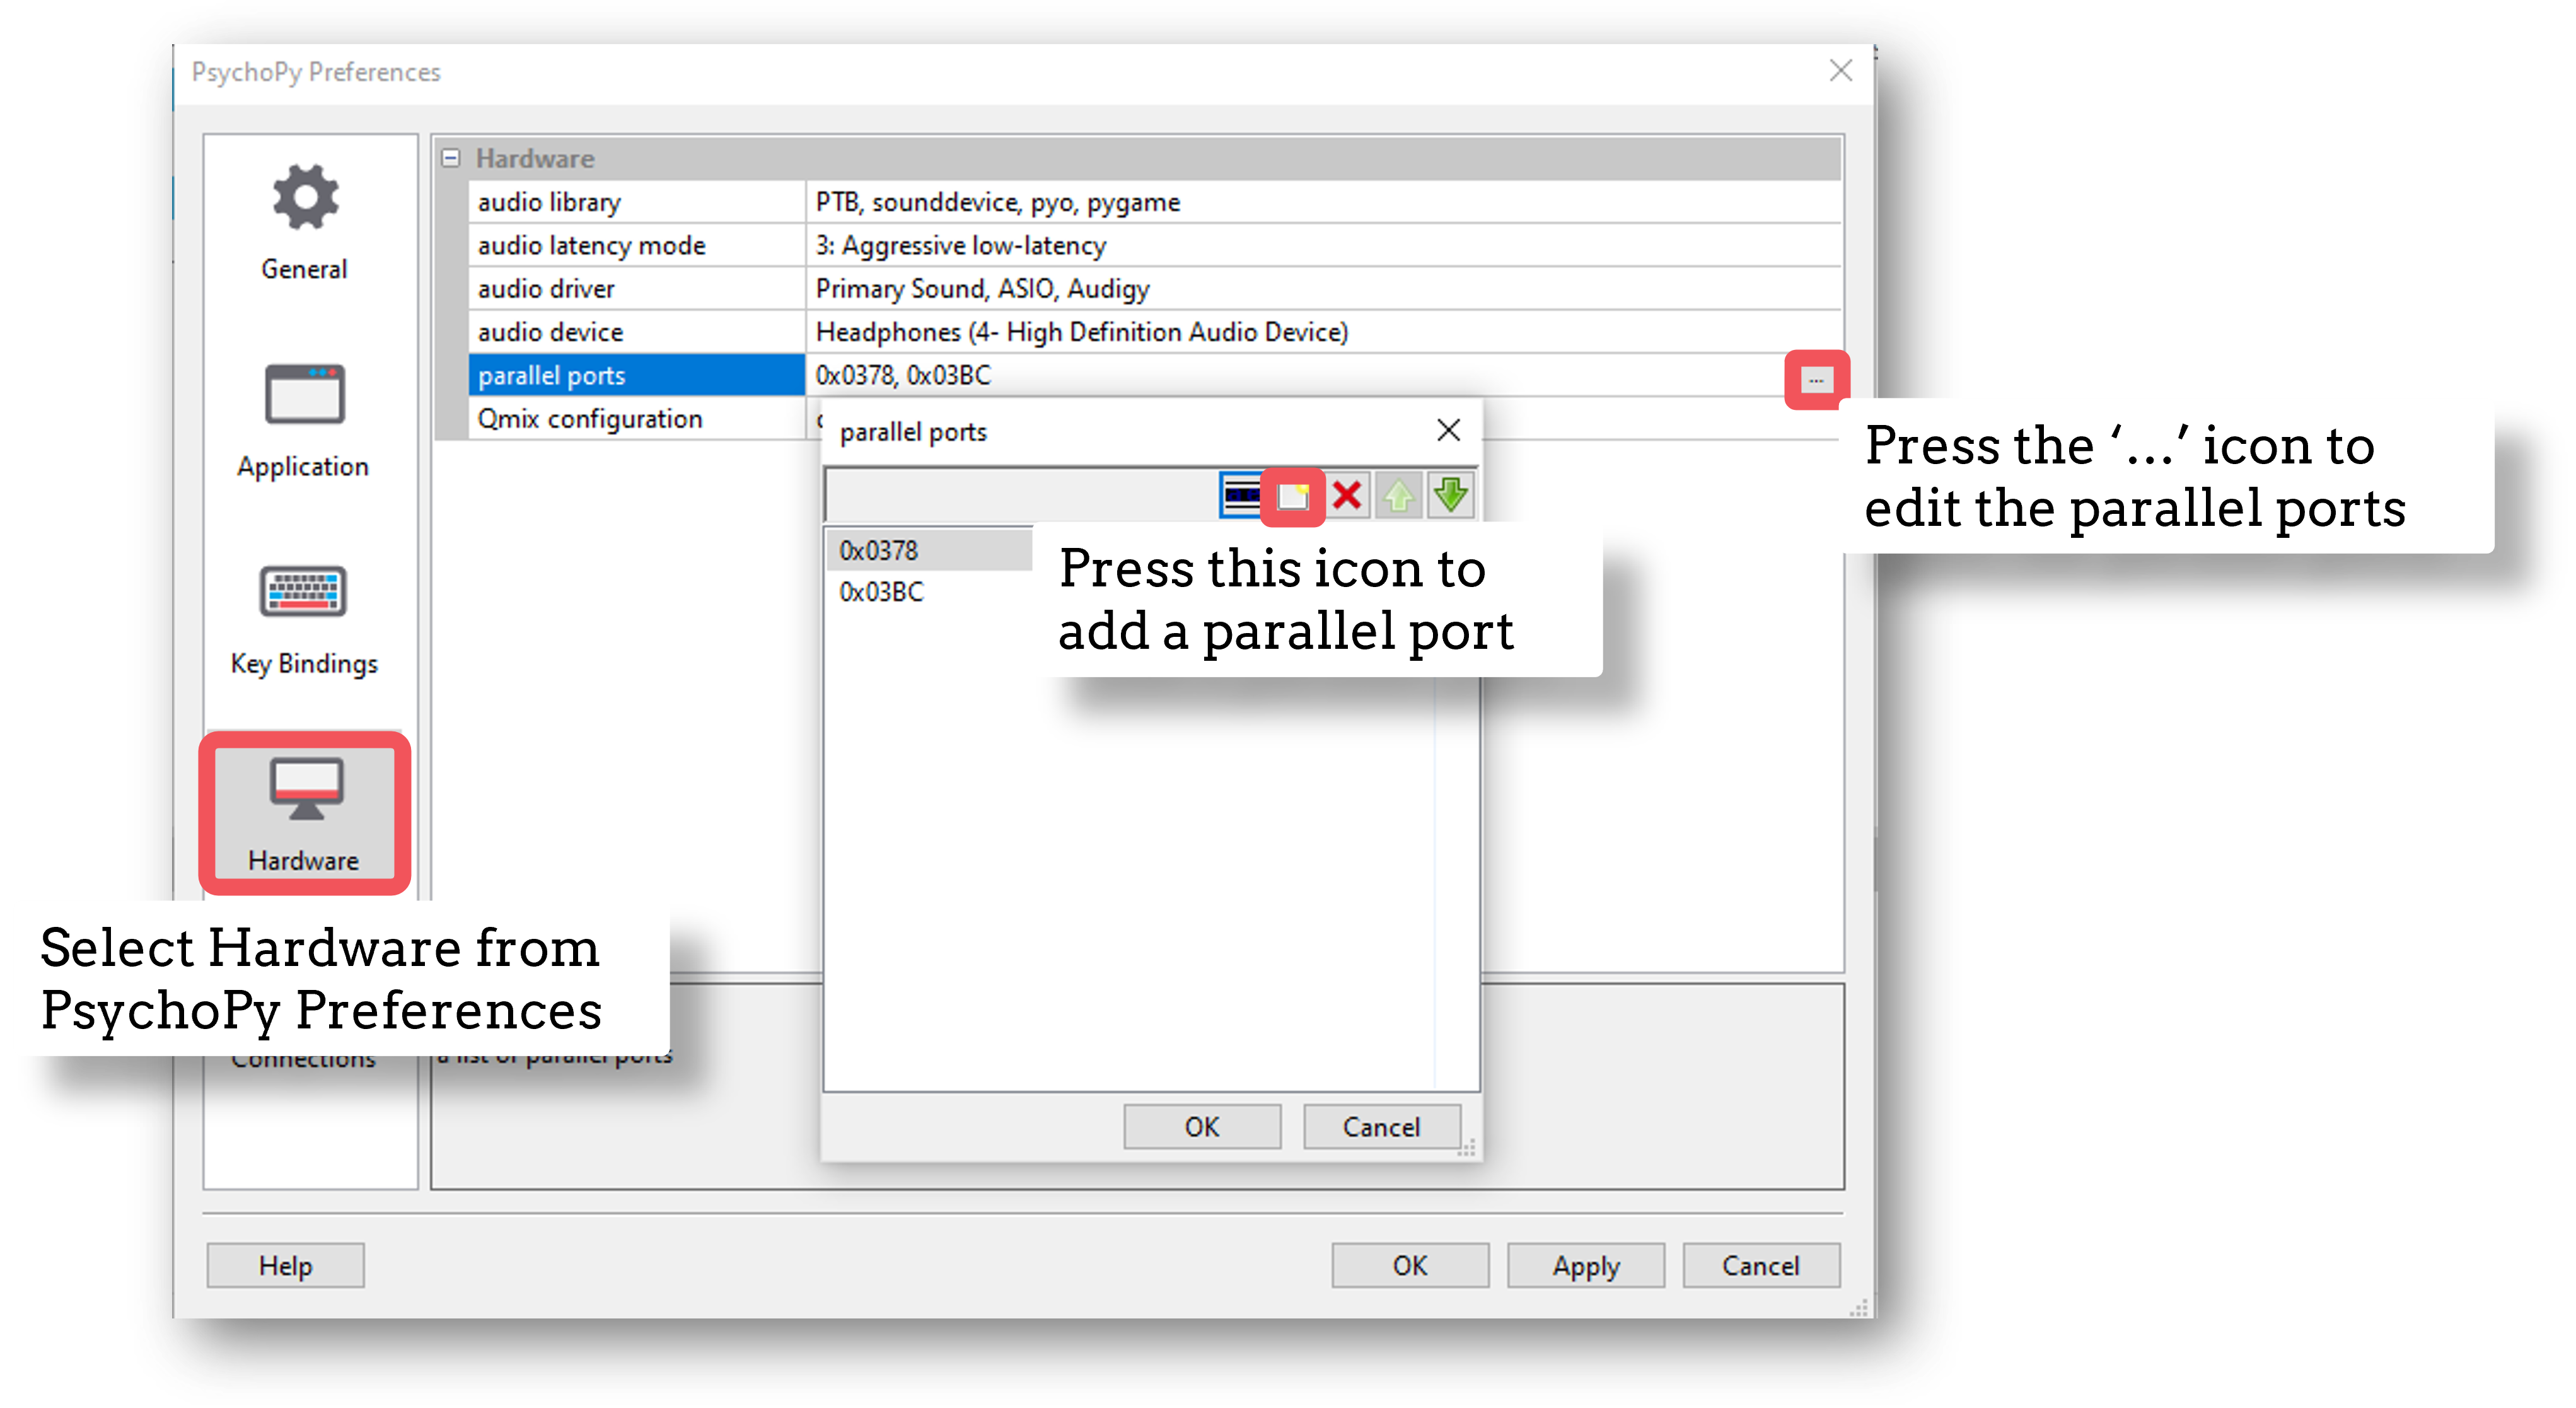 PsychoPy Preferences
Hardware
General
audio library PTB, sounddevice, pyo, pygame
audio latency mode 3: Aggressive low-latency
audio driver Primary Sound, ASIO, Audigy
audio device Headphones (4- High Definition Audio Device)
parallel ports 0x0378, 0x03BC ...
Qmix configuration
Application
Key Bindings
Hardware
Connections
parallel ports
0x0378
0x03BC
Press the ‘...’ icon to
edit the parallel ports
Press this icon to
add a parallel port
Select Hardware from
PsychoPy Preferences
a list of parallel ports
OK Cancel
Help OK Apply Cancel